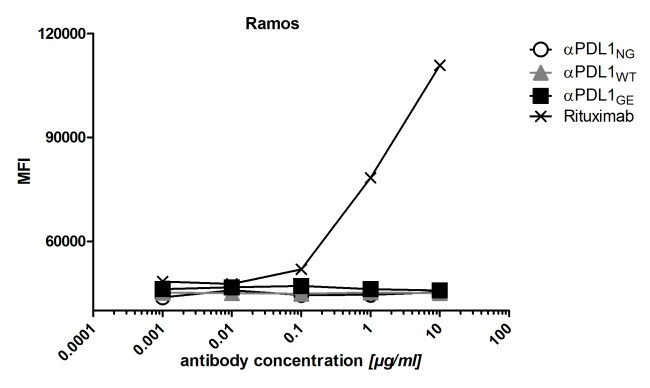 Ramos
120000
90000
60000
MFI
0.0001
0.001
0.01
0.1
1
10
100
antibody concentration [µg/ml]
αPDL1NG
αPDL1WT
αPDL1GE
Rituximab